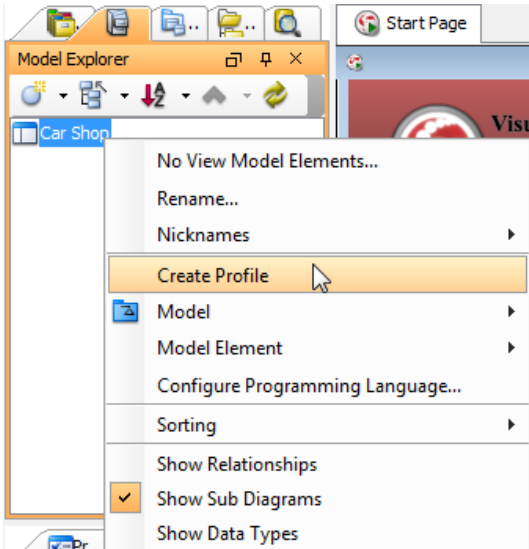 Start Page
Model Explorer
Car Shop
No View Model Elements...
Rename...
Nicknames
Create Profile
Model
Model Element
Configure Programming Language...
Sorting
Show Relationships
Show Sub Diagrams
Show Data Types